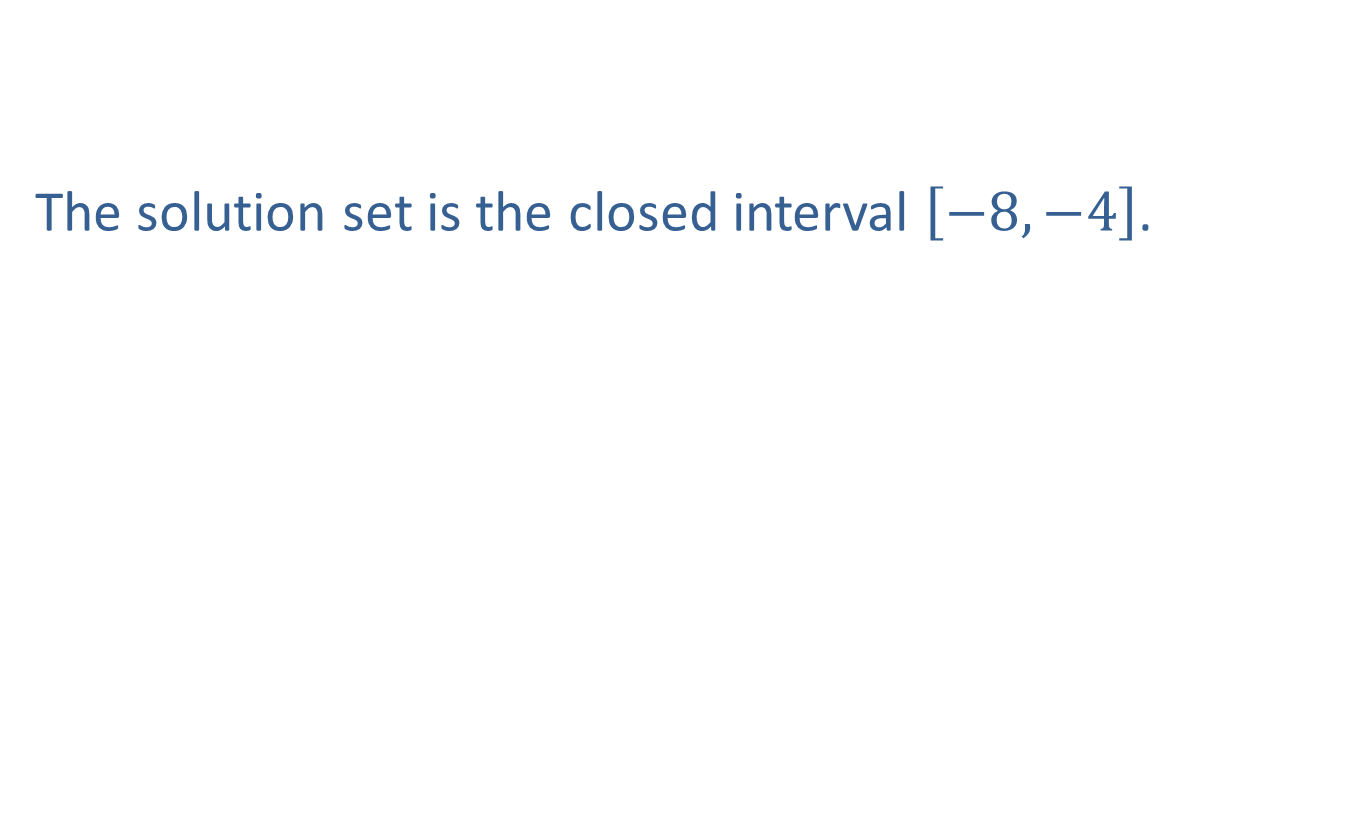 The solution set is the closed interval [−8, −4].